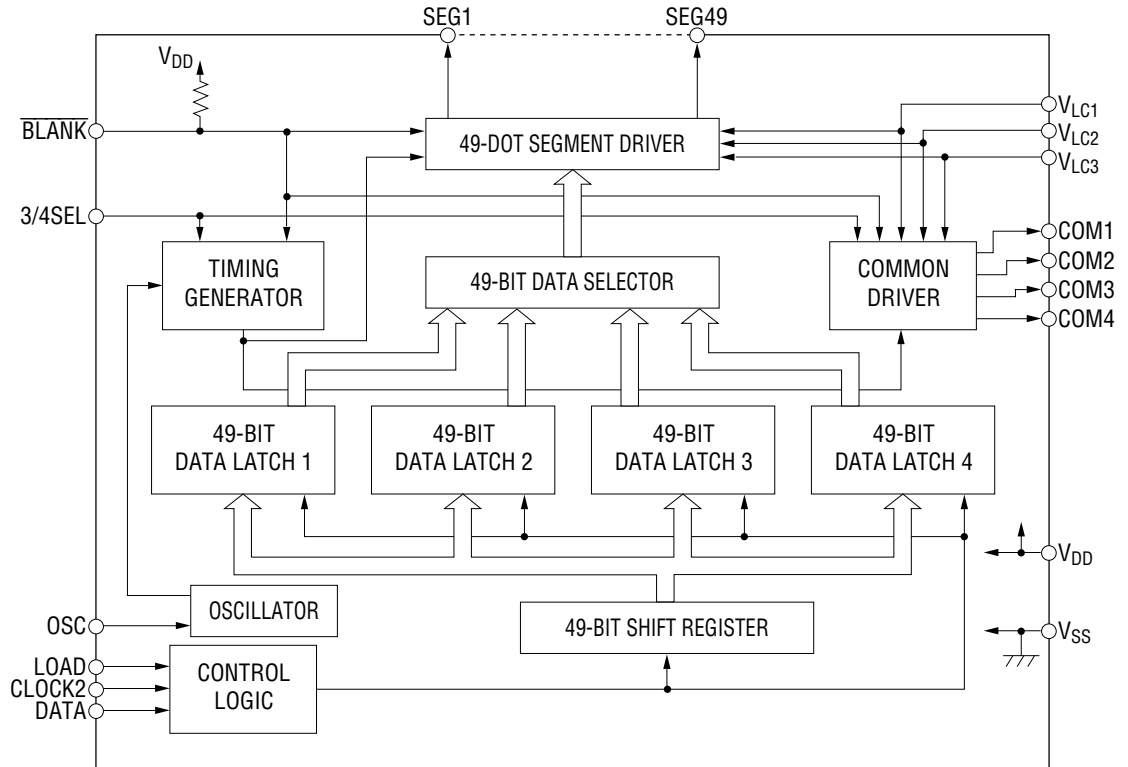 SEG1
SEG49
VDD
BLANK
VLC1
VLC2
VLC3
49-DOT SEGMENT DRIVER
3/4SEL
TIMING
GENERATOR
49-BIT DATA SELECTOR
COMMON
DRIVER
COM1
COM2
COM3
COM4
49-BIT
DATA LATCH 1
49-BIT
DATA LATCH 2
49-BIT
DATA LATCH 3
49-BIT
DATA LATCH 4
VDD
OSCILLATOR
OSC
49-BIT SHIFT REGISTER
VSS
LOAD
CLOCK2
DATA
CONTROL
LOGIC